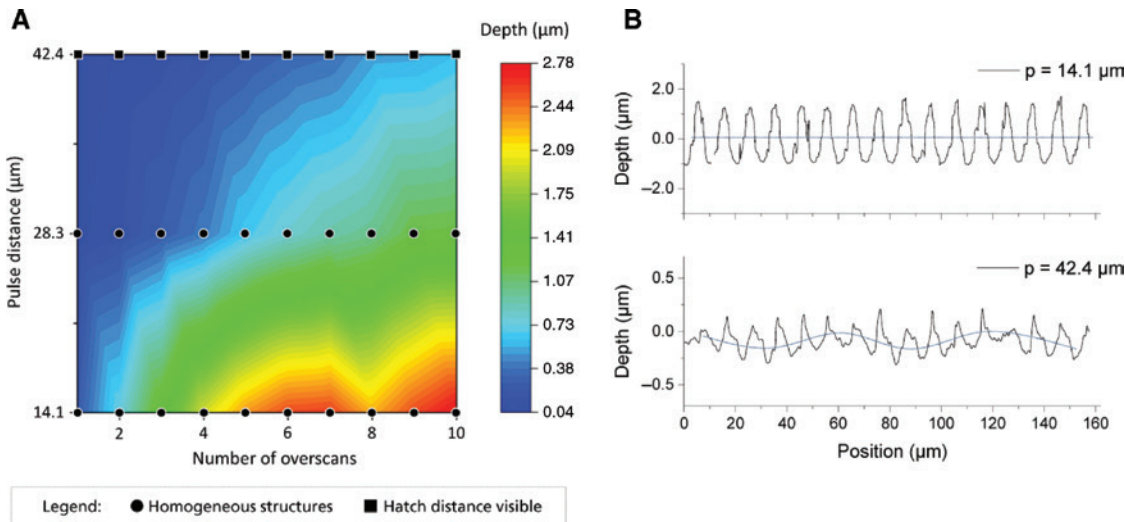 A
Depth (μm)
42.4
28.3
14.1
Pulse distance (μm)
2 4 6 8 10
Number of overscans
2.78
2.44
2.09
1.75
1.41
1.07
0.73
0.38
0.04
Legend: Homogeneous structures Hatch distance visible
B
p = 14.1 μm
2.0
0.0
–2.0
Depth (μm)
p = 42.4 μm
0.5
–0.0
–0.5
Depth (μm)
0 20 40 60 80 100 120 140 160
Position (μm)